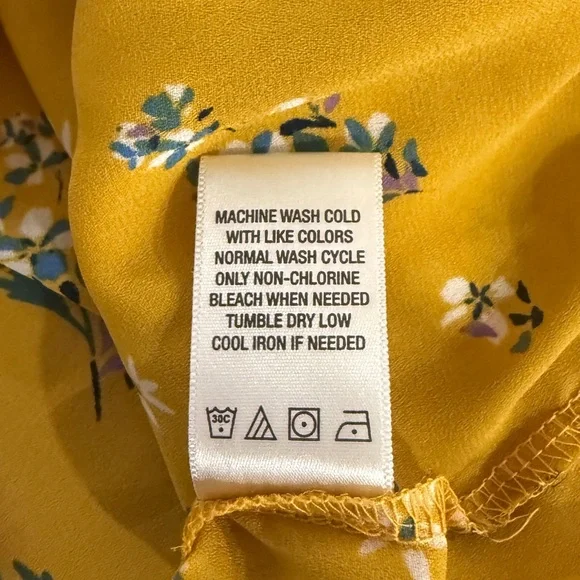 MACHINE WASH COLD
WITH LIKE COLORS
NORMAL WASH CYCLE
ONLY NON-CHLORINE
BLEACH WHEN NEEDED
TUMBLE DRY LOW
COOL IRON IF NEEDED
30C